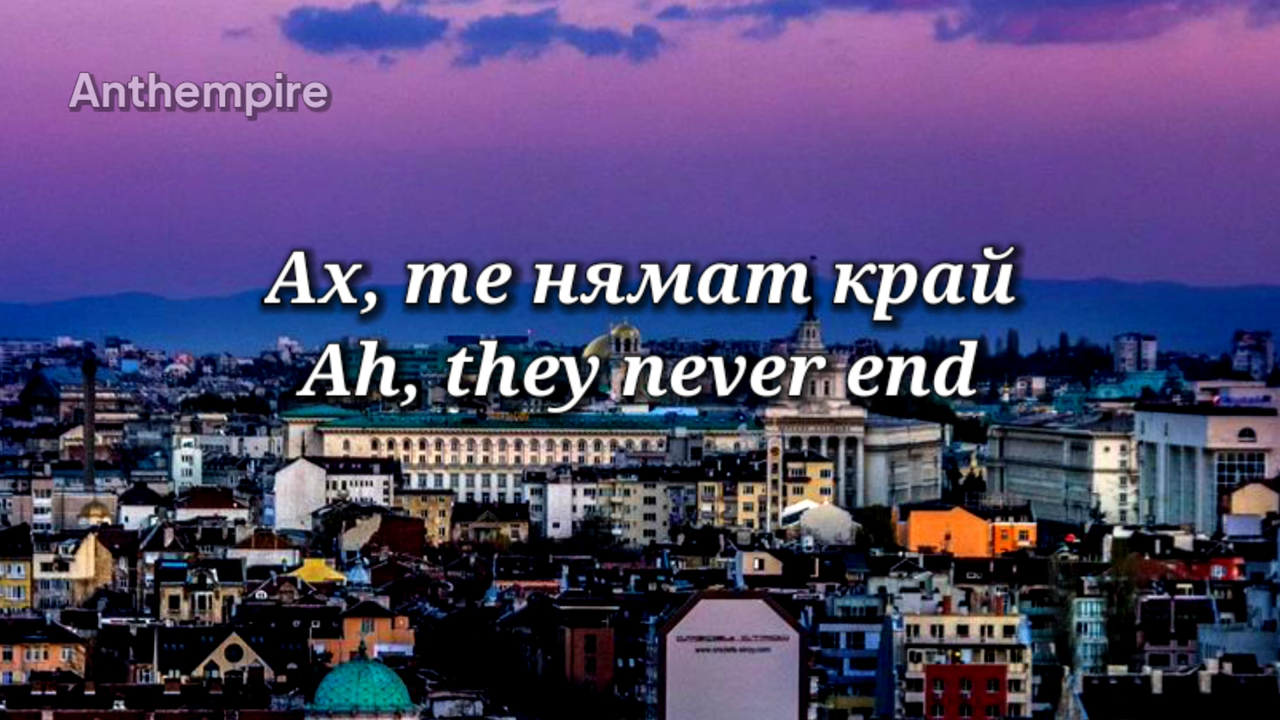 Anthempire
Ах, те нямат край
Ah, they never end